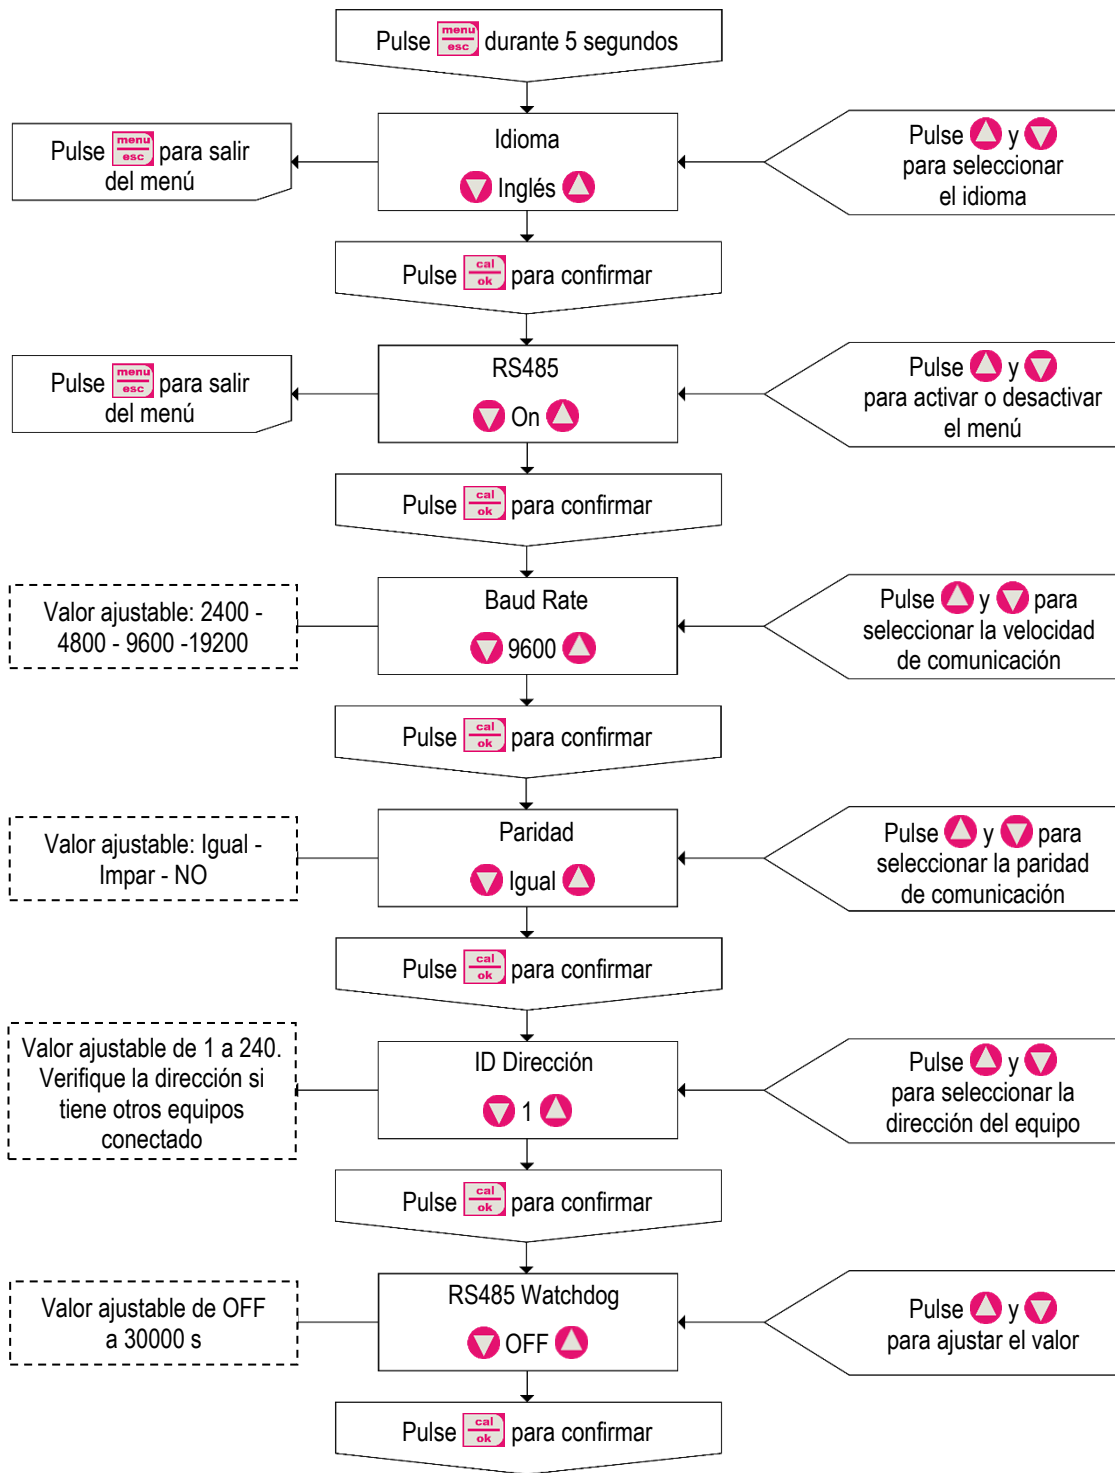 Pulse menu esc durante 5 segundos
Pulse menu esc para salir
del menú
Idioma
Inglés
Pulse y
para seleccionar
el idioma
Pulse cal ok para confirmar
Pulse menu esc para salir
del menú
RS485
On
Pulse y
para activar o desactivar
el menú
Pulse cal ok para confirmar
Valor ajustable: 2400 -
4800 - 9600 -19200
Baud Rate
9600
Pulse y para
seleccionar la velocidad
de comunicación
Pulse cal ok para confirmar
Valor ajustable: Igual -
Impar - NO
Paridad
Igual
Pulse y para
seleccionar la paridad
de comunicación
Pulse cal ok para confirmar
Valor ajustable de 1 a 240.
Verifique la dirección si
tiene otros equipos
conectado
ID Dirección
1
Pulse y
para seleccionar la
dirección del equipo
Pulse cal ok para confirmar
Valor ajustable de OFF
a 30000 s
RS485 Watchdog
OFF
Pulse y
para ajustar el valor
Pulse cal ok para confirmar